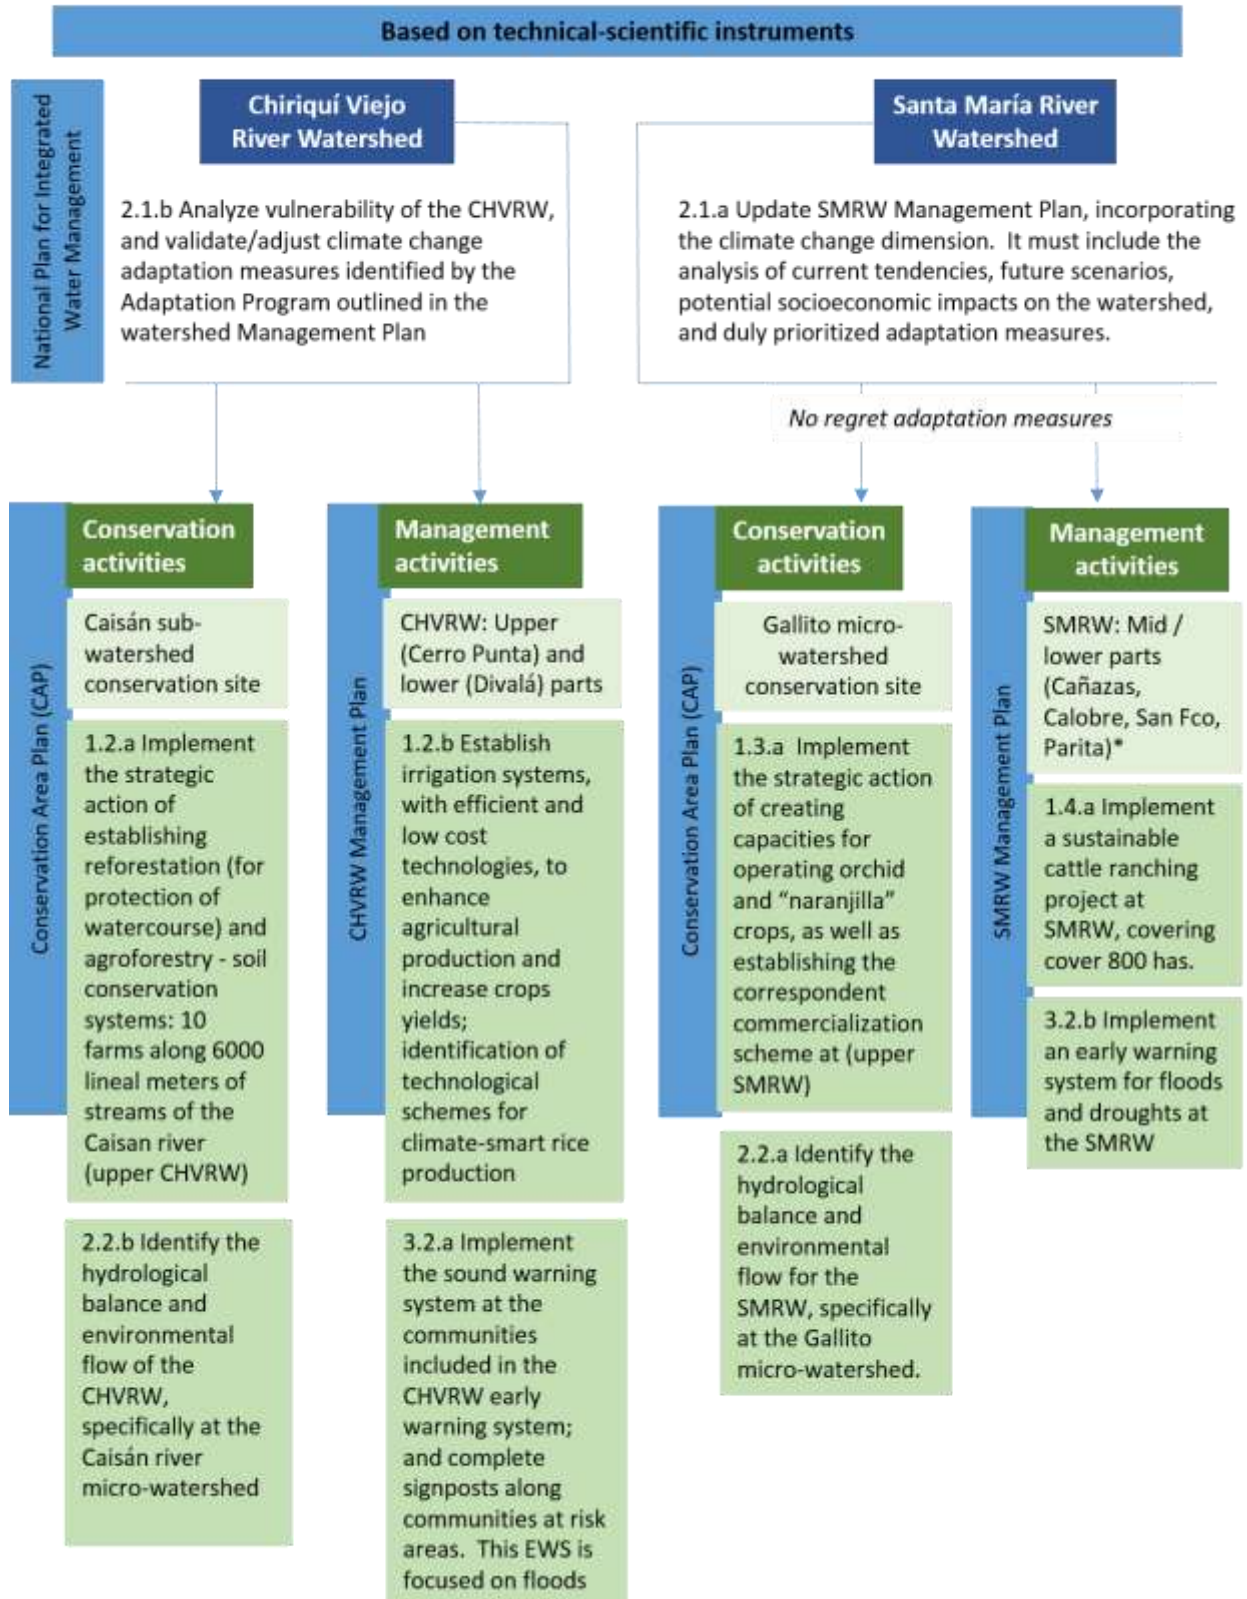 Based on technical-scientific instruments
National Plan for Integrated
Water Management
Chiriquí Viejo
River Watershed
2.1.b Analyze vulnerability of the CHVRW,
and validate/adjust climate change
adaptation measures identified by the
Adaptation Program outlined in the
watershed Management Plan
Santa María River
Watershed
2.1.a Update SMRW Management Plan, incorporating
the climate change dimension. It must include the
analysis of current tendencies, future scenarios,
potential socioeconomic impacts on the watershed,
and duly prioritized adaptation measures.
No regret adaptation measures
Conservation Area Plan (CAP)
Conservation
activities
Caisán sub-
watershed
conservation site
1.2.a Implement
the strategic
action of
establishing
reforestation (for
protection of
watercourse) and
agroforestry - soil
conservation
systems: 10
farms along 6000
lineal meters of
streams of the
Caisan river
(upper CHVRW)
2.2.b Identify the
hydrological
balance and
environmental
flow of the
CHVRW,
specifically at the
Caisán river
micro-watershed
CHVRW Management Plan
Management
activities
CHVRW: Upper
(Cerro Punta) and
lower (Divalá) parts
1.2.b Establish
irrigation systems,
with efficient and
low cost
technologies, to
enhance
agricultural
production and
increase crops
yields;
identification of
technological
schemes for
climate-smart rice
production
3.2.a Implement
the sound warning
system at the
communities
included in the
CHVRW early
warning system;
and complete
signposts along
communities at risk
areas. This EWS is
focused on floods
Conservation Area Plan (CAP)
Conservation
activities
Gallito micro-
watershed
conservation site
1.3.a Implement
the strategic action
of creating
capacities for
operating orchid
and “naranjilla”
crops, as well as
establishing the
correspondent
commercialization
scheme at (upper
SMRW)
2.2.a Identify the
hydrological
balance and
environmental
flow for the
SMRW, specifically
at the Gallito
micro-watershed.
SMRW Management Plan
Management
activities
SMRW: Mid /
lower parts
(Cañazas,
Calobre, San Fco,
Parita)*
1.4.a Implement
a sustainable
cattle ranching
project at
SMRW, covering
cover 800 has.
3.2.b Implement
an early warning
system for floods
and droughts at
the SMRW